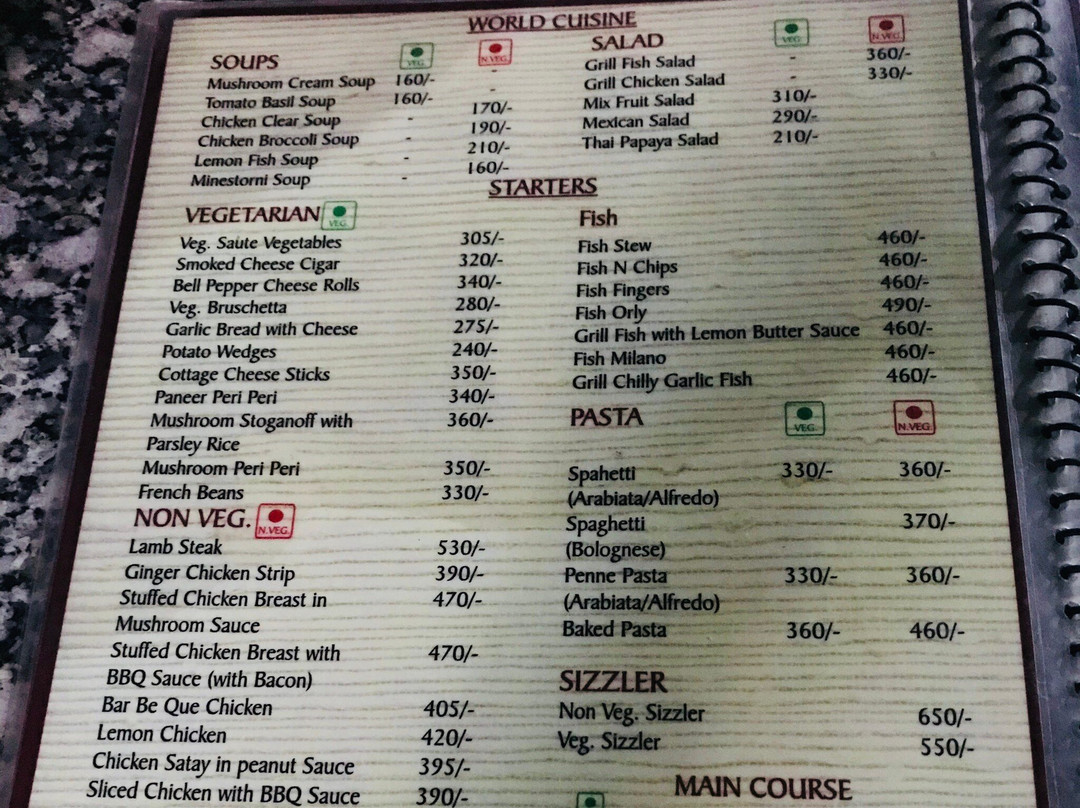 WORLD CUISINE
SOUPS VEG. N.VEG.
Mushroom Cream Soup 160/- -
Tomato Basil Soup 160/-
Chicken Clear Soup - 170/-
Chicken Broccoli Soup - 190/-
Lemon Fish Soup - 210/-
Minestorni Soup - 160/-
SALAD VEG. N.VEG.
Grill Fish Salad - 360/-
Grill Chicken Salad - 330/-
Mix Fruit Salad 310/-
Mexican Salad 290/-
Thai Papaya Salad 210/-
STARTERS
VEGETARIAN VEG.
Veg. Saute Vegetables 305/-
Smoked Cheese Cigar 320/-
Bell Pepper Cheese Rolls 340/-
Veg. Bruschetta 280/-
Garlic Bread with Cheese 275/-
Potato Wedges 240/-
Cottage Cheese Sticks 350/-
Paneer Peri Peri 340/-
Mushroom Stoganoff with 360/-
Parsley Rice
Mushroom Peri Peri 350/-
French Beans 330/-
NON VEG. N.VEG.
Lamb Steak 530/-
Ginger Chicken Strip 390/-
Stuffed Chicken Breast in 470/-
Mushroom Sauce
Stuffed Chicken Breast with 470/-
BBQ Sauce (with Bacon)
Bar Be Que Chicken 405/-
Lemon Chicken 420/-
Chicken Satay in peanut Sauce 395/-
Sliced Chicken with BBQ Sauce 390/-
Fish
Fish Stew 460/-
Fish N Chips 460/-
Fish Fingers 460/-
Fish Orly 490/-
Grill Fish with Lemon Butter Sauce 460/-
Fish Milano 460/-
Grill Chilly Garlic Fish 460/-
PASTA VEG. N.VEG.
Spahetti 330/- 360/-
(Arabiata/Alfredo)
Spaghetti 370/-
(Bolognese)
Penne Pasta 330/- 360/-
(Arabiata/Alfredo)
Baked Pasta 360/- 460/-
SIZZLER
Non Veg. Sizzler 650/-
Veg. Sizzler 550/-
MAIN COURSE